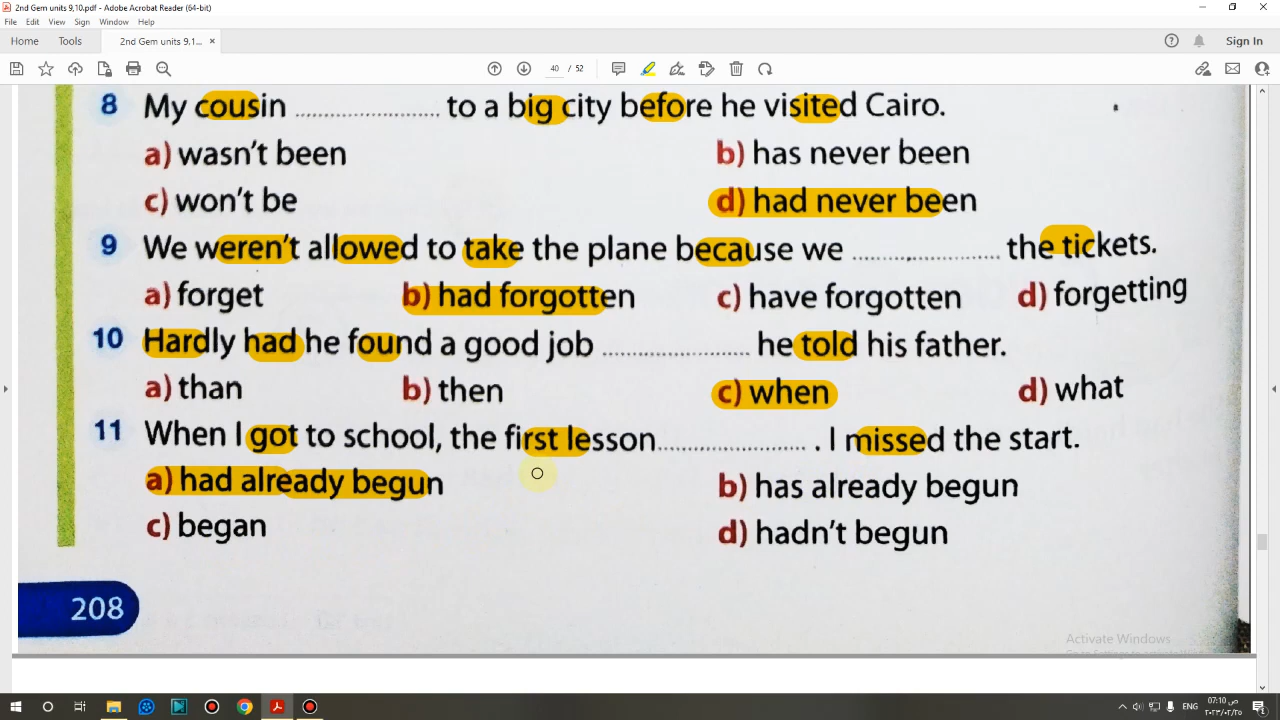 2nd Gem units 9,10.pdf - Adobe Acrobat Reader (64-bit)
File Edit View Sign Window Help
Home Tools 2nd Gem units 9,1... × Sign In
40 / 52
8 My cousin .......................... to a big city before he visited Cairo.
a) wasn't been b) has never been
c) won't be d) had never been
9 We weren't allowed to take the plane because we .......................... the tickets.
a) forget b) had forgotten c) have forgotten d) forgetting
10 Hardly had he found a good job .......................... he told his father.
a) than b) then c) when d) what
11 When I got to school, the first lesson.......................... . I missed the start.
a) had already begun b) has already begun
c) began d) hadn't begun
208
Activate Windows
ENG
07:10 ص